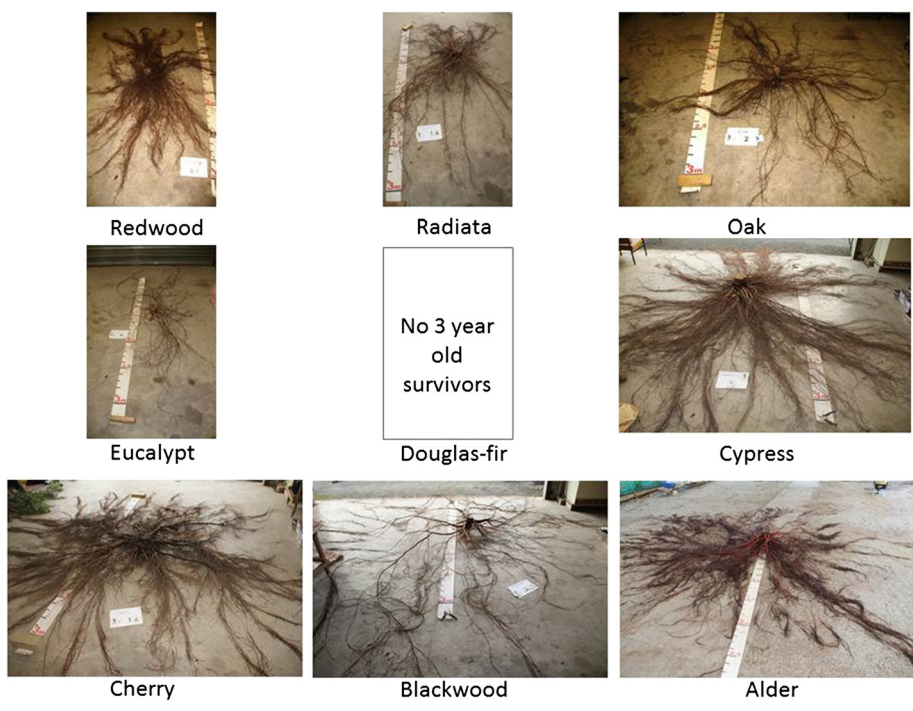 Redwood
Radiata
Oak
No 3 year
old
survivors
Eucalypt
Douglas-fir
Cypress
Cherry
Blackwood
Alder